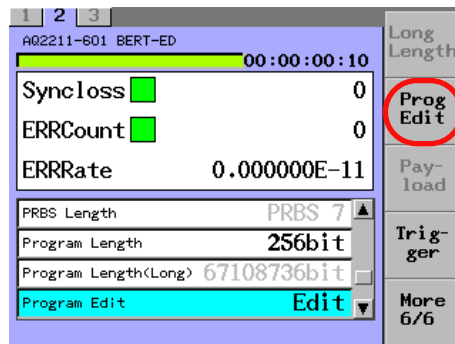 1 2 3
AQ2211-601 BERT-ED
00:00:00:10
Syncloss 0
ERRCount 0
ERRRate 0.000000E-11
PRBS Length PRBS 7
Program Length 256bit
Program Length(Long) 67108736bit
Program Edit Edit
Long
Length
Prog
Edit
Pay-
load
Trig-
ger
More
6/6